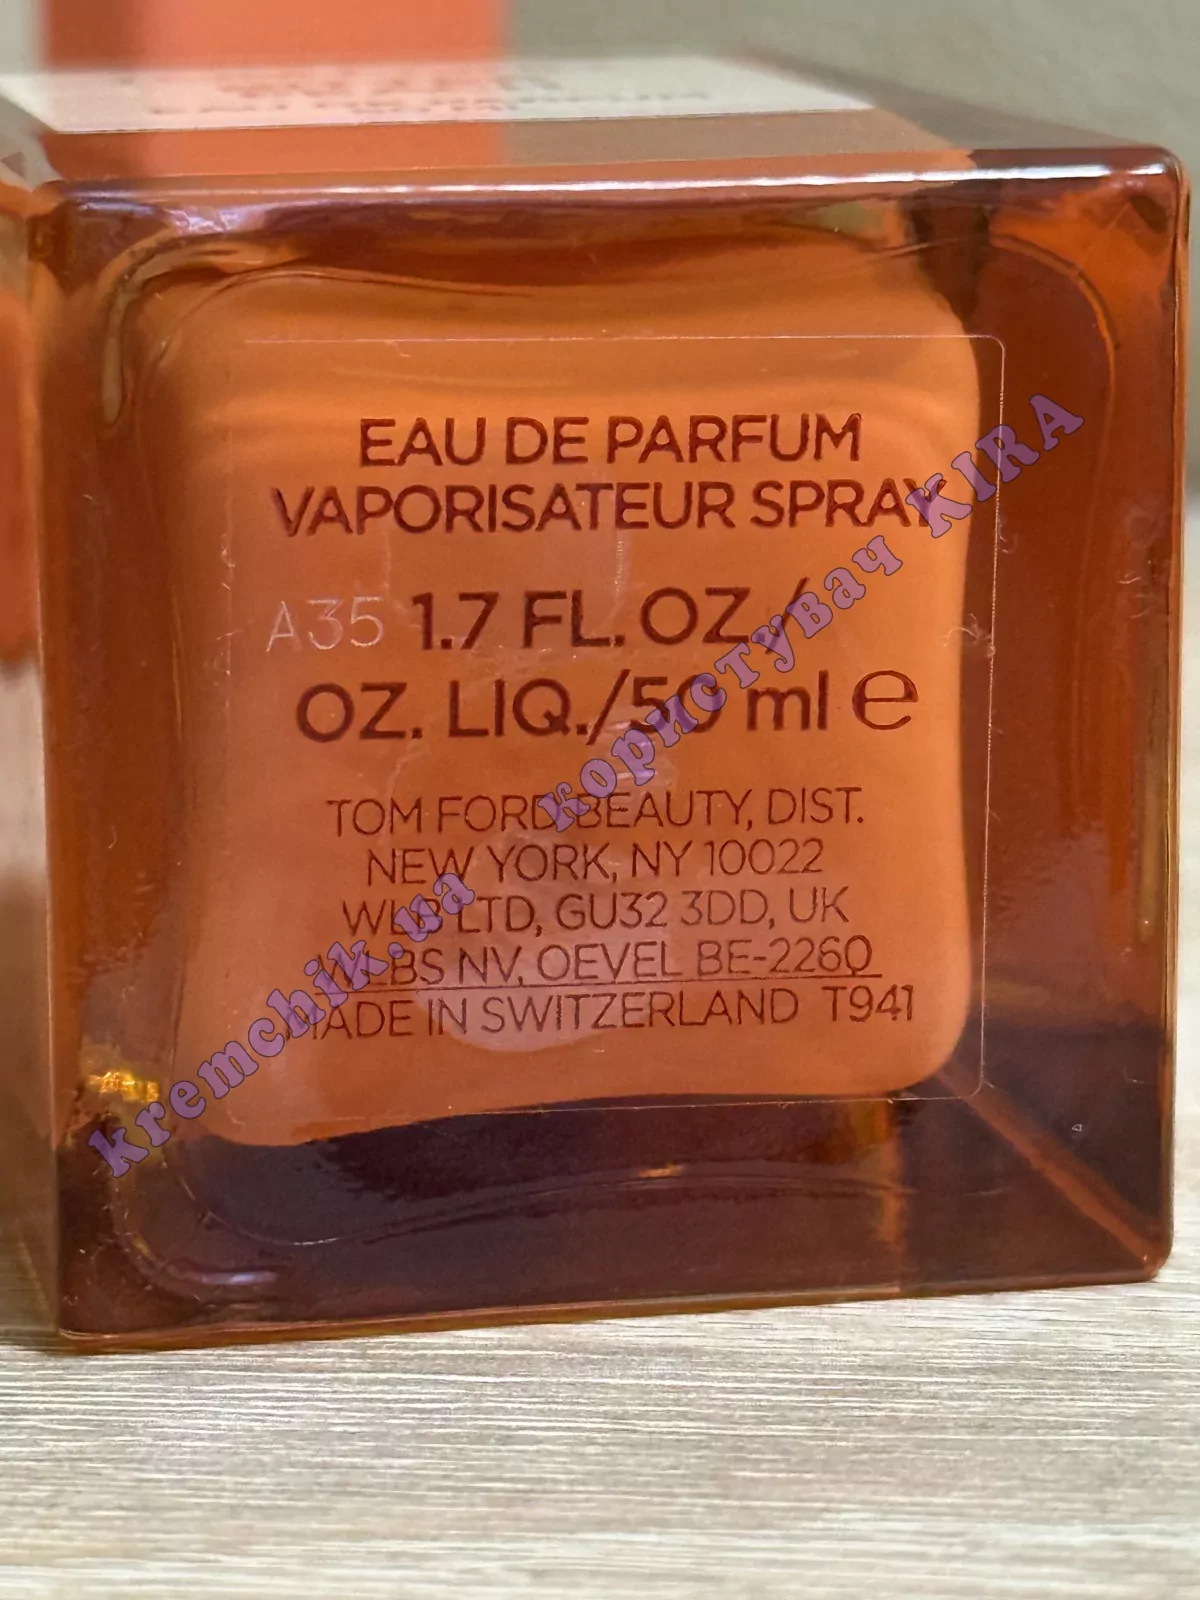 EAU DE PARFUM
VAPORISATEUR SPRAY
A35 1.7 FL. OZ./
OZ. LIQ./50 ml e
TOM FORD BEAUTY, DIST.
NEW YORK, NY 10022
WLB LTD, GU32 3DD, UK
WLBS NV, OEVEL BE-2260
MADE IN SWITZERLAND T941
kremchik.ua користувач KIRA